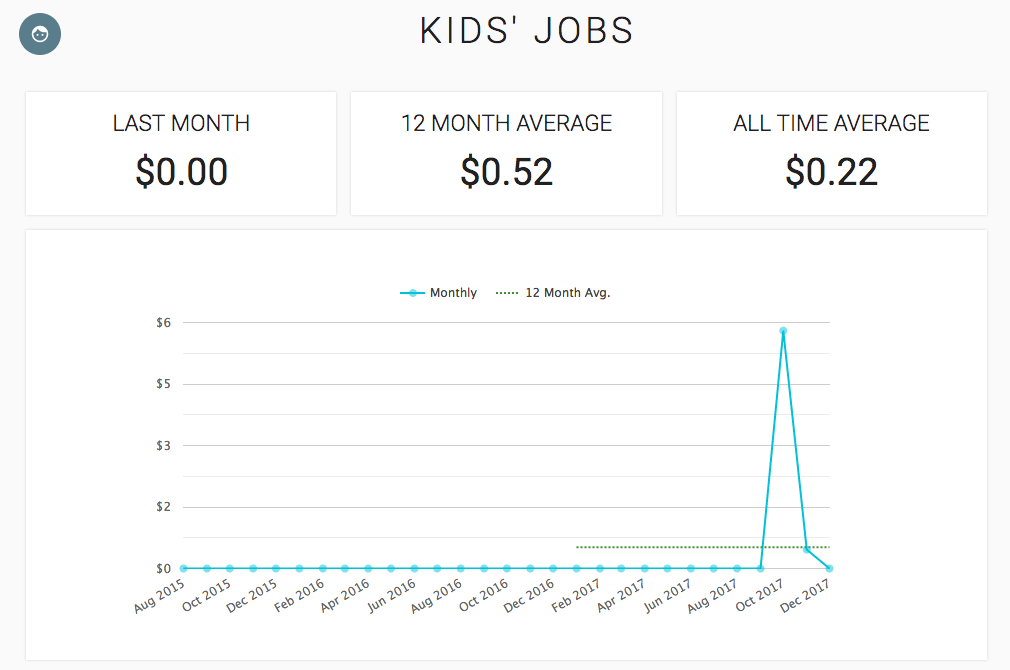 KIDS' JOBS
LAST MONTH
$0.00
12 MONTH AVERAGE
$0.52
ALL TIME AVERAGE
$0.22
Monthly 12 Month Avg.
$6
$5
$3
$2
$0
Aug 2015 Oct 2015 Dec 2015 Feb 2016 Apr 2016 Jun 2016 Aug 2016 Oct 2016 Dec 2016 Feb 2017 Apr 2017 Jun 2017 Aug 2017 Oct 2017 Dec 2017